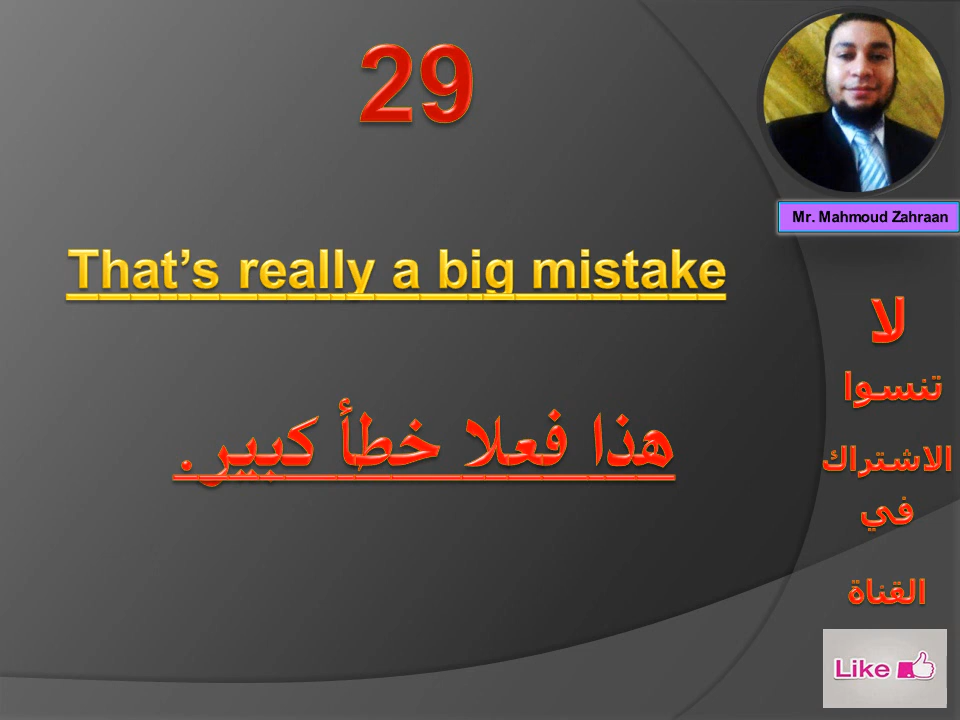 29
Mr. Mahmoud Zahraan
That’s really a big mistake
هذا فعلا خطأ كبير.
لا
تنسوا
الاشتراك
في
القناة
Like